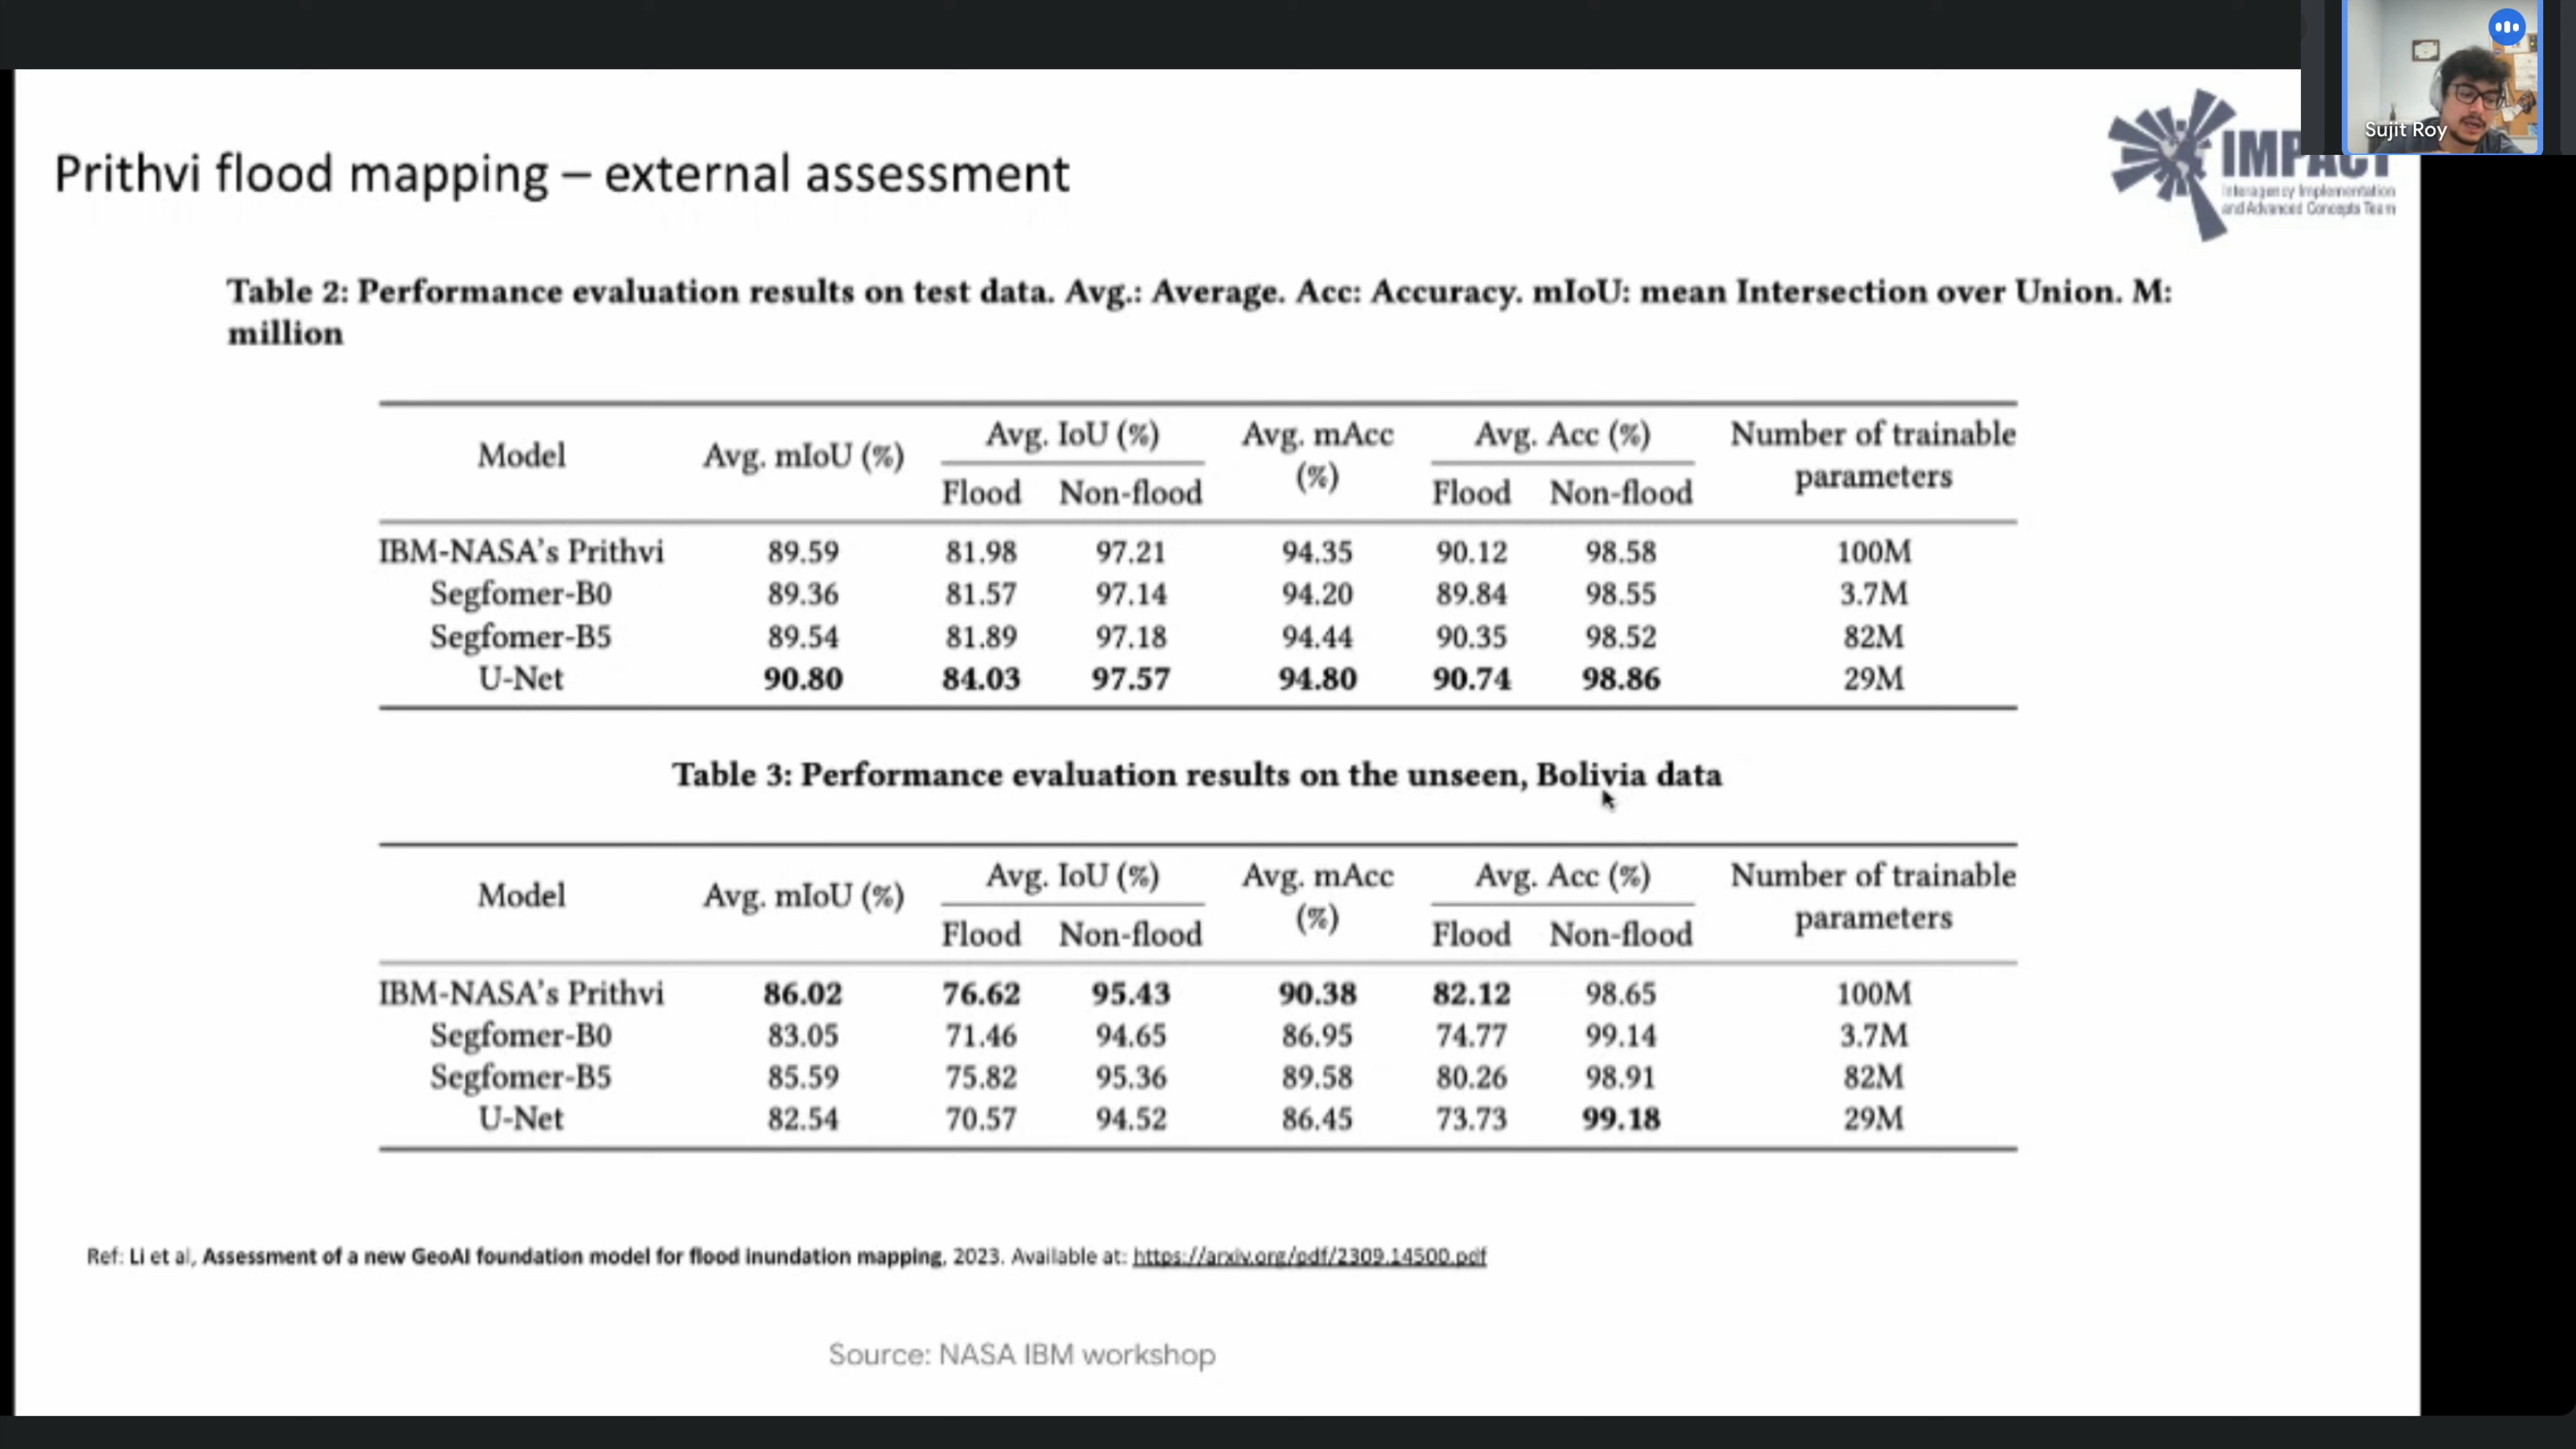 Sujit Roy
IMPACT
Interagency Implementation
and Advanced Concepts Team
Prithvi flood mapping – external assessment
Table 2: Performance evaluation results on test data. Avg.: Average. Acc: Accuracy. mIoU: mean Intersection over Union. M:
million
Model Avg. mIoU (%) Avg. IoU (%) Avg. mAcc (%) Avg. Acc (%) Number of trainable parameters
Flood Non-flood Flood Non-flood
IBM-NASA's Prithvi 89.59 81.98 97.21 94.35 90.12 98.58 100M
Segfomer-B0 89.36 81.57 97.14 94.20 89.84 98.55 3.7M
Segfomer-B5 89.54 81.89 97.18 94.44 90.35 98.52 82M
U-Net 90.80 84.03 97.57 94.80 90.74 98.86 29M
Table 3: Performance evaluation results on the unseen, Bolivia data
Model Avg. mIoU (%) Avg. IoU (%) Avg. mAcc (%) Avg. Acc (%) Number of trainable parameters
Flood Non-flood Flood Non-flood
IBM-NASA's Prithvi 86.02 76.62 95.43 90.38 82.12 98.65 100M
Segfomer-B0 83.05 71.46 94.65 86.95 74.77 99.14 3.7M
Segfomer-B5 85.59 75.82 95.36 89.58 80.26 98.91 82M
U-Net 82.54 70.57 94.52 86.45 73.73 99.18 29M
Ref: Li et al, Assessment of a new GeoAI foundation model for flood inundation mapping, 2023. Available at: https://arxiv.org/pdf/2309.14500.pdf
Source: NASA IBM workshop